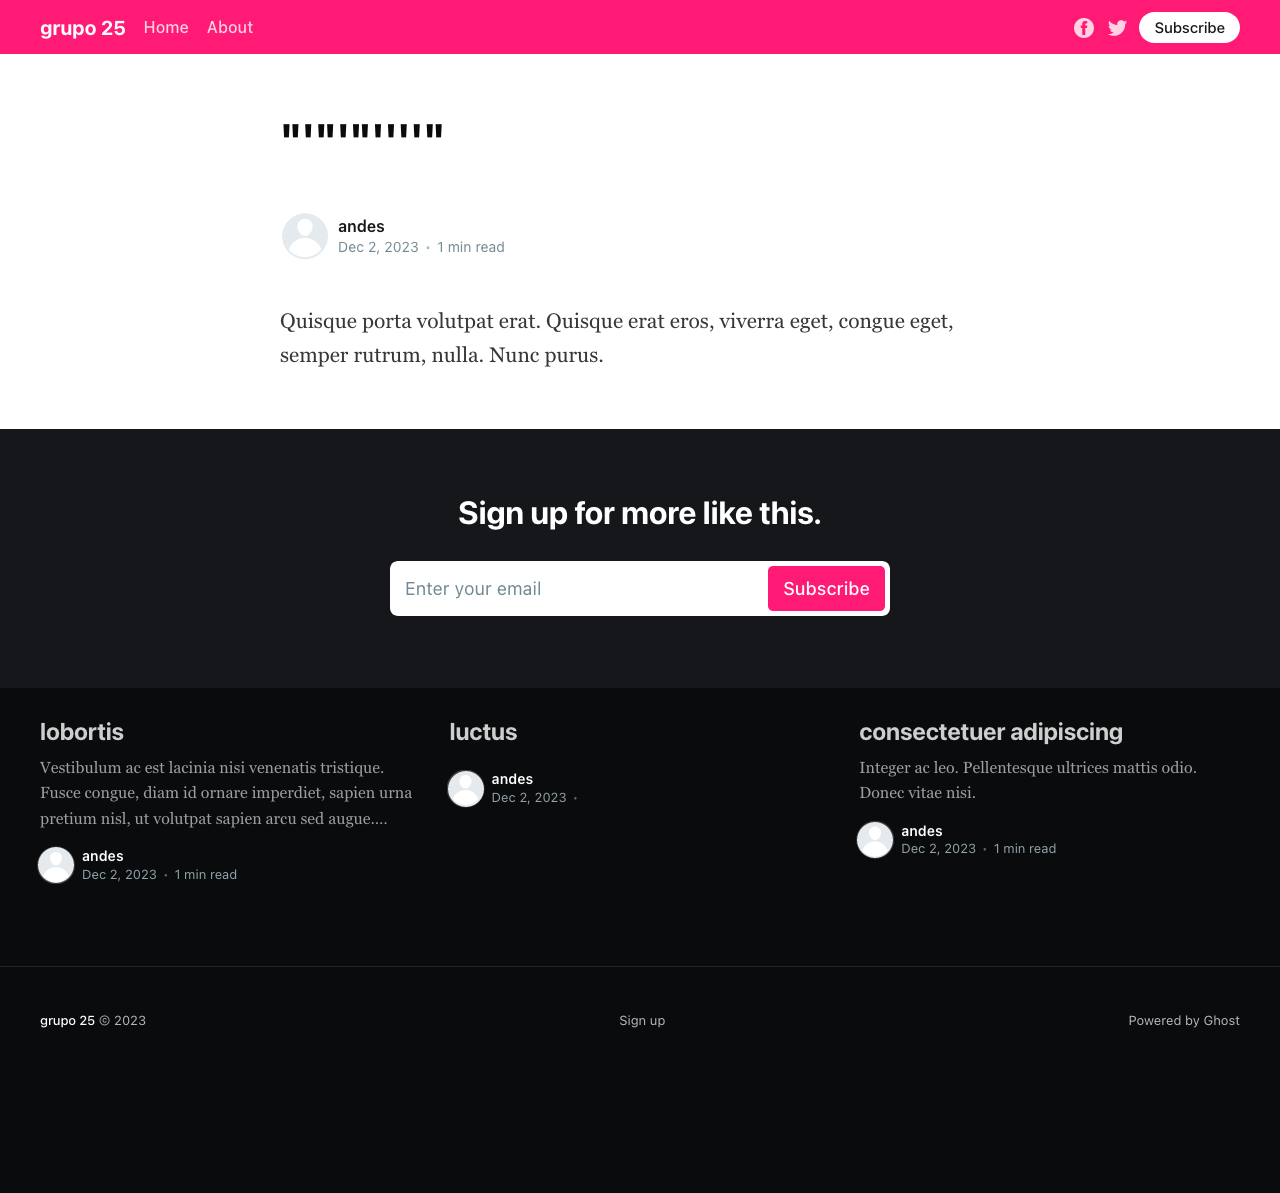 grupo 25 Home About Subscribe
"'"'"''''"
andes
Dec 2, 2023 • 1 min read
Quisque porta volutpat erat. Quisque erat eros, viverra eget, congue eget,
semper rutrum, nulla. Nunc purus.
Sign up for more like this.
Enter your email Subscribe
lobortis
Vestibulum ac est lacinia nisi venenatis tristique.
Fusce congue, diam id ornare imperdiet, sapien urna
pretium nisl, ut volutpat sapien arcu sed augue....
andes
Dec 2, 2023 • 1 min read
luctus
andes
Dec 2, 2023 •
consectetuer adipiscing
Integer ac leo. Pellentesque ultrices mattis odio.
Donec vitae nisi.
andes
Dec 2, 2023 • 1 min read
grupo 25 © 2023 Sign up Powered by Ghost